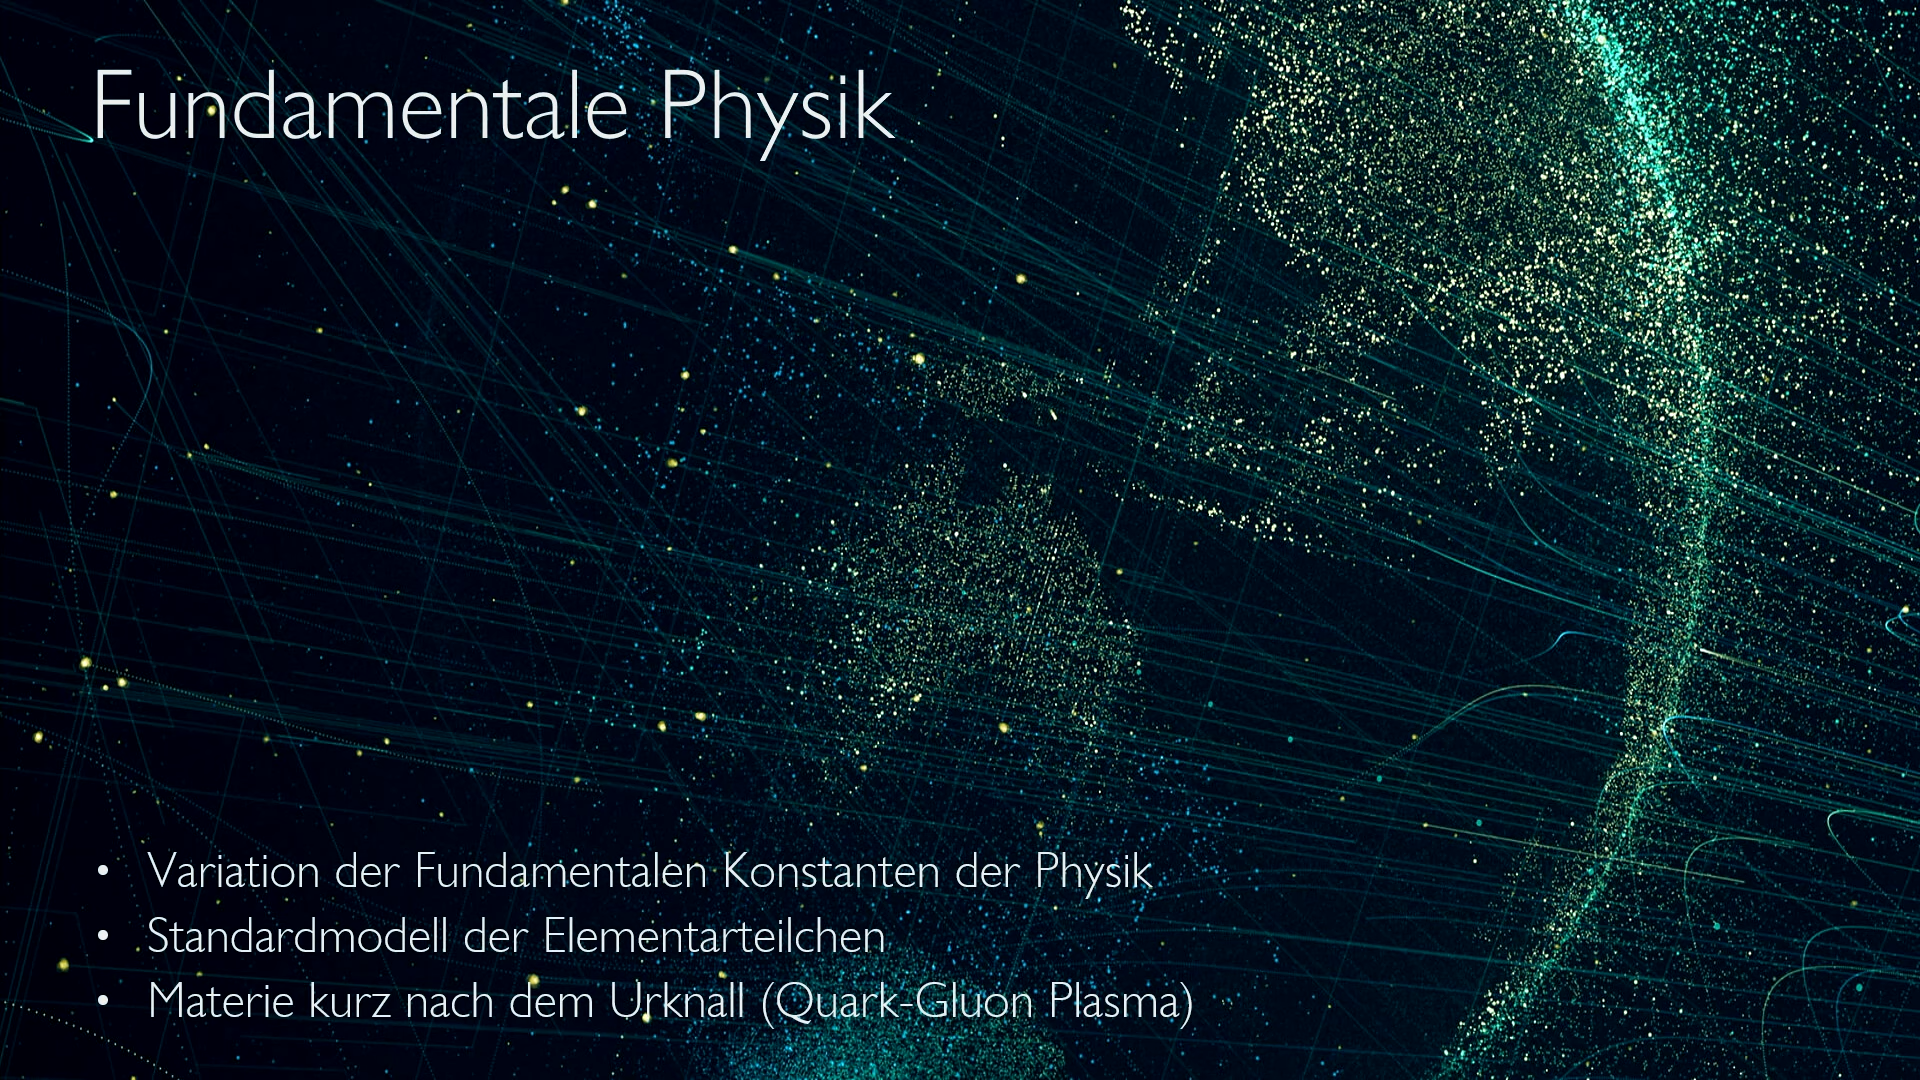 Fundamentale Physik
• Variation der Fundamentalen Konstanten der Physik
• Standardmodell der Elementarteilchen
• Materie kurz nach dem Urknall (Quark-Gluon Plasma)